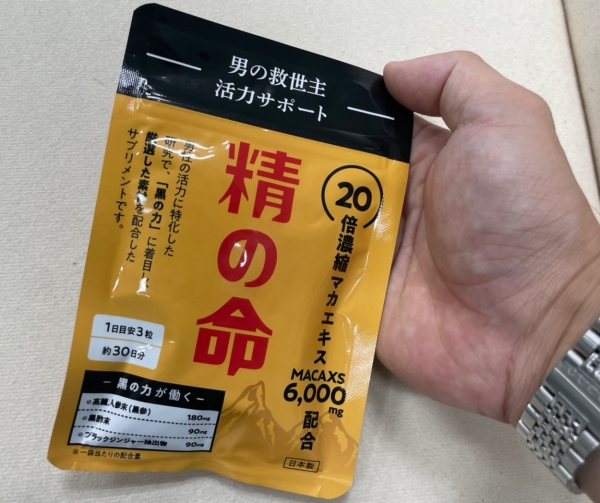 男の救世主
活力サポート
20
倍濃縮マカエキス
MACAXS
6,000mg
配合
精の命
男性の活力に特化した
研究で、「黒の力」に着目し
厳選した素材を配合した
サプリメントです。
1日目安3粒
約30日分
黒の力が働く
高麗人参末(黒参) 180mg
黒酢末 90mg
ブラックジンジャー抽出物 90mg
※一袋当たりの配合量
日本製